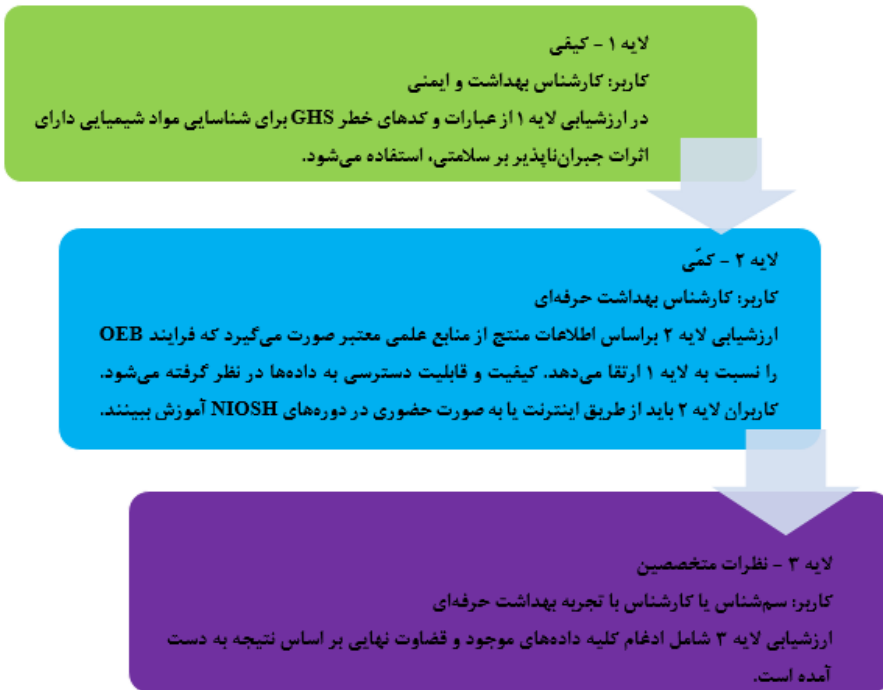 لایه ۱ - کیفی
کاربر: کارشناس بهداشت و ایمنی
در ارزشیابی لایه ۱ از عبارات و کدهای خطر GHS برای شناسایی مواد شیمیایی دارای
اثرات جبران‌ناپذیر بر سلامتی، استفاده می‌شود.
لایه ۲ - کمّی
کاربر: کارشناس بهداشت حرفه‌ای
ارزشیابی لایه ۲ براساس اطلاعات منتج از منابع علمی معتبر صورت می‌گیرد که فرایند OEB
را نسبت به لایه ۱ ارتقا می‌دهد. کیفیت و قابلیت دسترسی به داده‌ها در نظر گرفته می‌شود.
کاربران لایه ۲ باید از طریق اینترنت یا به صورت حضوری در دوره‌های NIOSH آموزش ببینند.
لایه ۳ - نظرات متخصصین
کاربر: سم‌شناس یا کارشناس با تجربه بهداشت حرفه‌ای
ارزشیابی لایه ۳ شامل ادغام کلیه داده‌های موجود و قضاوت نهایی بر اساس نتیجه به دست
آمده است.